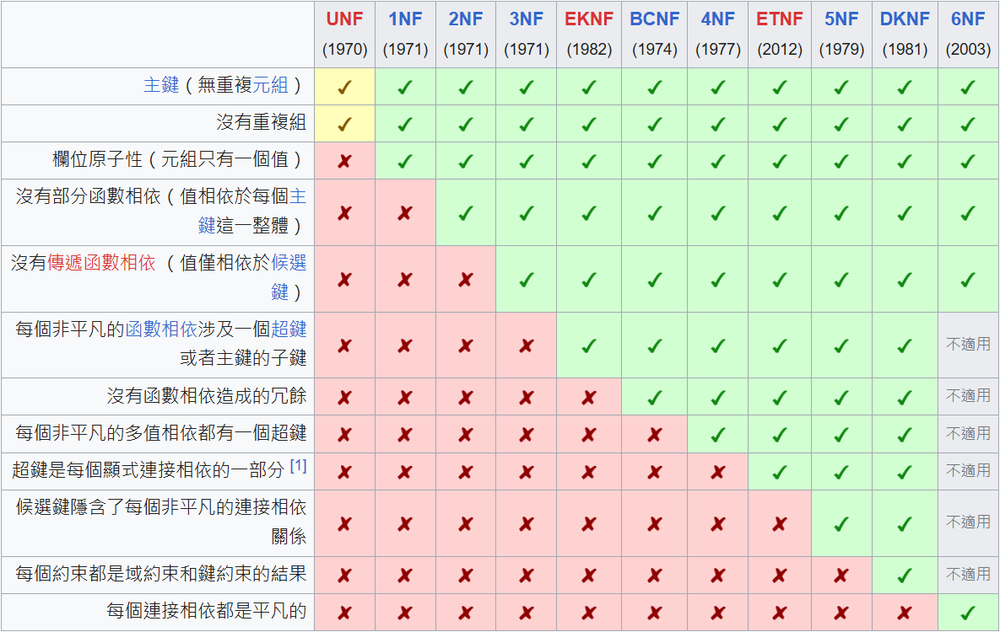 UNF 1NF 2NF 3NF EKNF BCNF 4NF ETNF 5NF DKNF 6NF
(1970) (1971) (1971) (1971) (1982) (1974) (1977) (2012) (1979) (1981) (2003)
主鍵（無重複元組） ✓ ✓ ✓ ✓ ✓ ✓ ✓ ✓ ✓ ✓ ✓
沒有重複組 ✓ ✓ ✓ ✓ ✓ ✓ ✓ ✓ ✓ ✓ ✓
欄位原子性（元組只有一個值） ✗ ✓ ✓ ✓ ✓ ✓ ✓ ✓ ✓ ✓ ✓
沒有部分函數相依（值相依於每個主
鍵這一整體） ✗ ✗ ✓ ✓ ✓ ✓ ✓ ✓ ✓ ✓ ✓
沒有傳遞函數相依 （值僅相依於候選
鍵） ✗ ✗ ✗ ✓ ✓ ✓ ✓ ✓ ✓ ✓ ✓
每個非平凡的函數相依涉及一個超鍵
或者主鍵的子鍵 ✗ ✗ ✗ ✗ ✓ ✓ ✓ ✓ ✓ ✓ 不適用
沒有函數相依造成的冗餘 ✗ ✗ ✗ ✗ ✗ ✓ ✓ ✓ ✓ ✓ 不適用
每個非平凡的多值相依都有一個超鍵 ✗ ✗ ✗ ✗ ✗ ✗ ✓ ✓ ✓ ✓ 不適用
超鍵是每個顯式連接相依的一部分 [1] ✗ ✗ ✗ ✗ ✗ ✗ ✗ ✓ ✓ ✓ 不適用
候選鍵隱含了每個非平凡的連接相依
關係 ✗ ✗ ✗ ✗ ✗ ✗ ✗ ✗ ✓ ✓ 不適用
每個約束都是域約束和鍵約束的結果 ✗ ✗ ✗ ✗ ✗ ✗ ✗ ✗ ✗ ✓ 不適用
每個連接相依都是平凡的 ✗ ✗ ✗ ✗ ✗ ✗ ✗ ✗ ✗ ✗ ✓